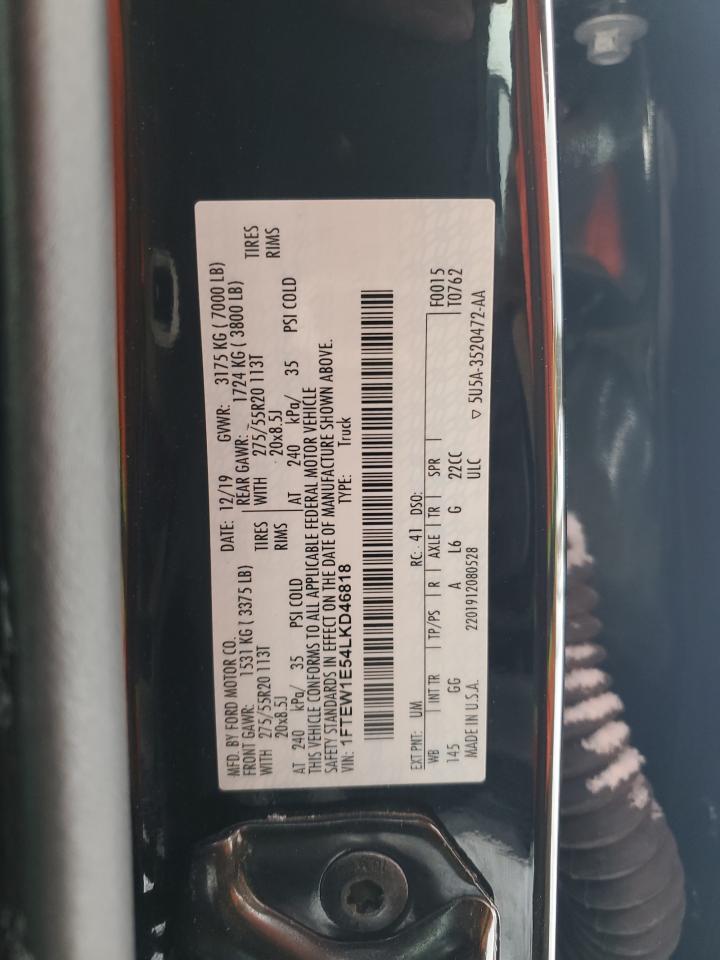 MFD. BY FORD MOTOR CO.
DATE: 12/19 GVWR: 3175 KG ( 7000 LB)
FRONT GAWR: 1531 KG ( 3375 LB) REAR GAWR: 1724 KG ( 3800 LB)
WITH 275/55R20 113T TIRES WITH 275/55R20 113T TIRES
20x8.5J RIMS 20x8.5J RIMS
AT 240 kPa/ 35 PSI COLD AT 240 kPa/ 35 PSI COLD
THIS VEHICLE CONFORMS TO ALL APPLICABLE FEDERAL MOTOR VEHICLE
SAFETY STANDARDS IN EFFECT ON THE DATE OF MANUFACTURE SHOWN ABOVE.
VIN: 1FTEW1E54LKD46818 TYPE: Truck
EXT PNT: UM RC: 41 DSO: F0015
WB INT TR TP/PS R AXLE TR SPR T0762
145 GG A L6 G 22CC
MADE IN U.S.A. 2201912080528 ULC ▽ 5U5A-3520472-AA